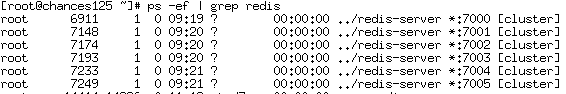 [root@chances125 ~]# ps -ef | grep redis
root 6911 1 0 09:19 ? 00:00:00 ../redis-server *:7000 [cluster]
root 7148 1 0 09:20 ? 00:00:00 ../redis-server *:7001 [cluster]
root 7174 1 0 09:20 ? 00:00:00 ../redis-server *:7002 [cluster]
root 7193 1 0 09:20 ? 00:00:00 ../redis-server *:7003 [cluster]
root 7233 1 0 09:21 ? 00:00:00 ../redis-server *:7004 [cluster]
root 7249 1 0 09:21 ? 00:00:00 ../redis-server *:7005 [cluster]